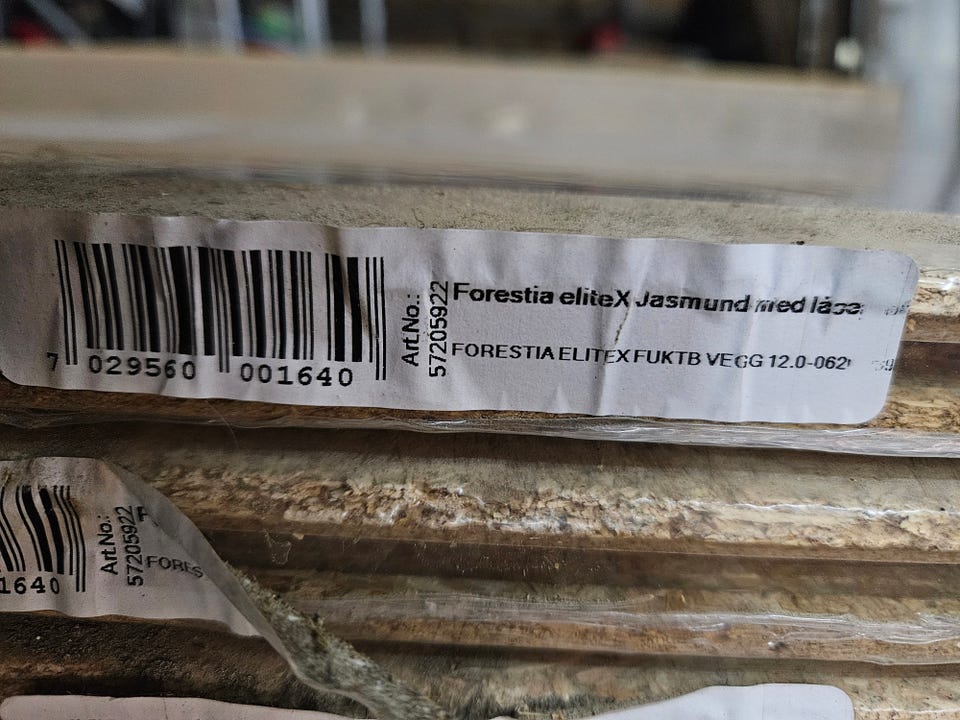 Forestia eliteX Jasmund med
FORESTIA ELITEX FUKTB VEGG 12.0-062
Art.No.:
57205922
7 029560 001640
Art.No.:
57205922
FORES
1640